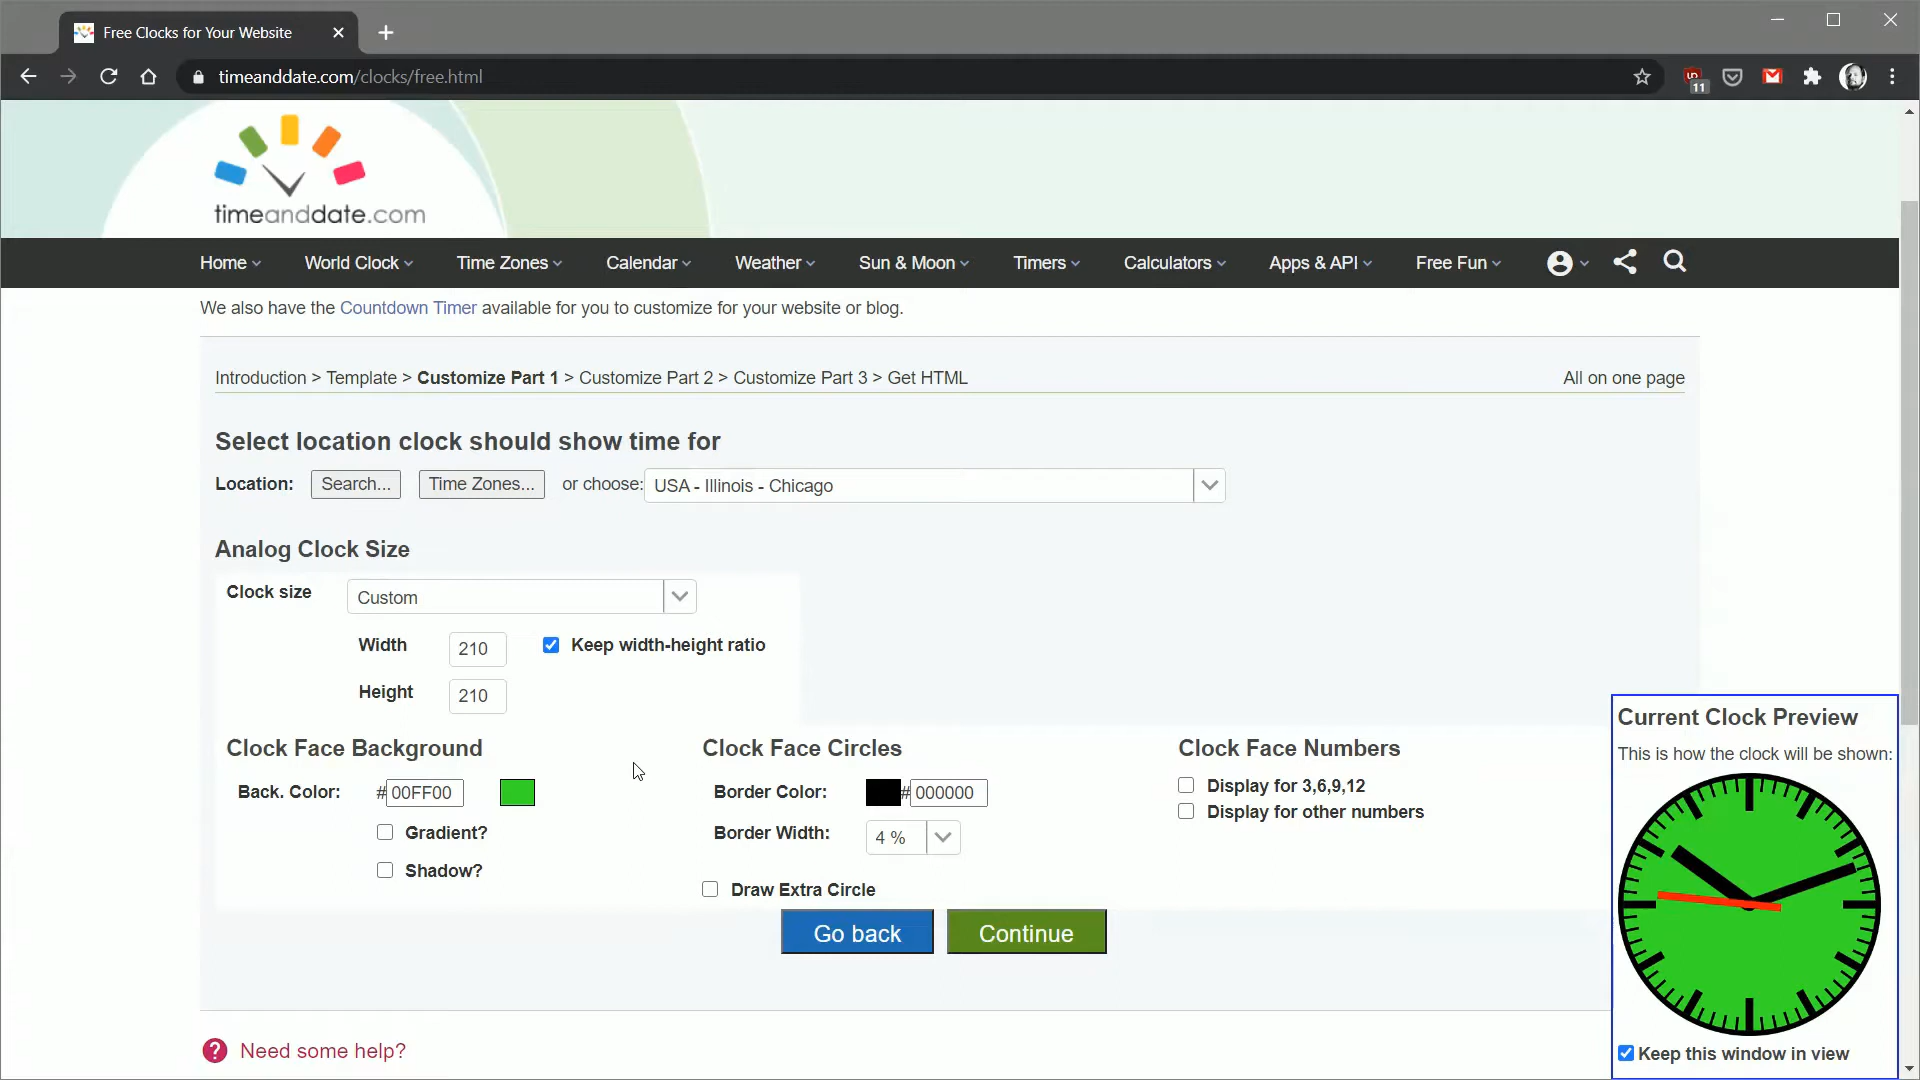 Free Clocks for Your Website
timeanddate.com/clocks/free.html
11
timeanddate.com
Home World Clock Time Zones Calendar Weather Sun & Moon Timers Calculators Apps & API Free Fun
We also have the Countdown Timer available for you to customize for your website or blog.
Introduction > Template > Customize Part 1 > Customize Part 2 > Customize Part 3 > Get HTML All on one page
Select location clock should show time for
Location: Search... Time Zones... or choose: USA - Illinois - Chicago
Analog Clock Size
Clock size Custom
Width 210 Keep width-height ratio
Height 210
Clock Face Background Clock Face Circles Clock Face Numbers
Back. Color: #00FF00 Border Color: #000000 Display for 3,6,9,12
Gradient? Border Width: 4 % Display for other numbers
Shadow?
Draw Extra Circle
Go back Continue
Current Clock Preview
This is how the clock will be shown:
Keep this window in view
? Need some help?